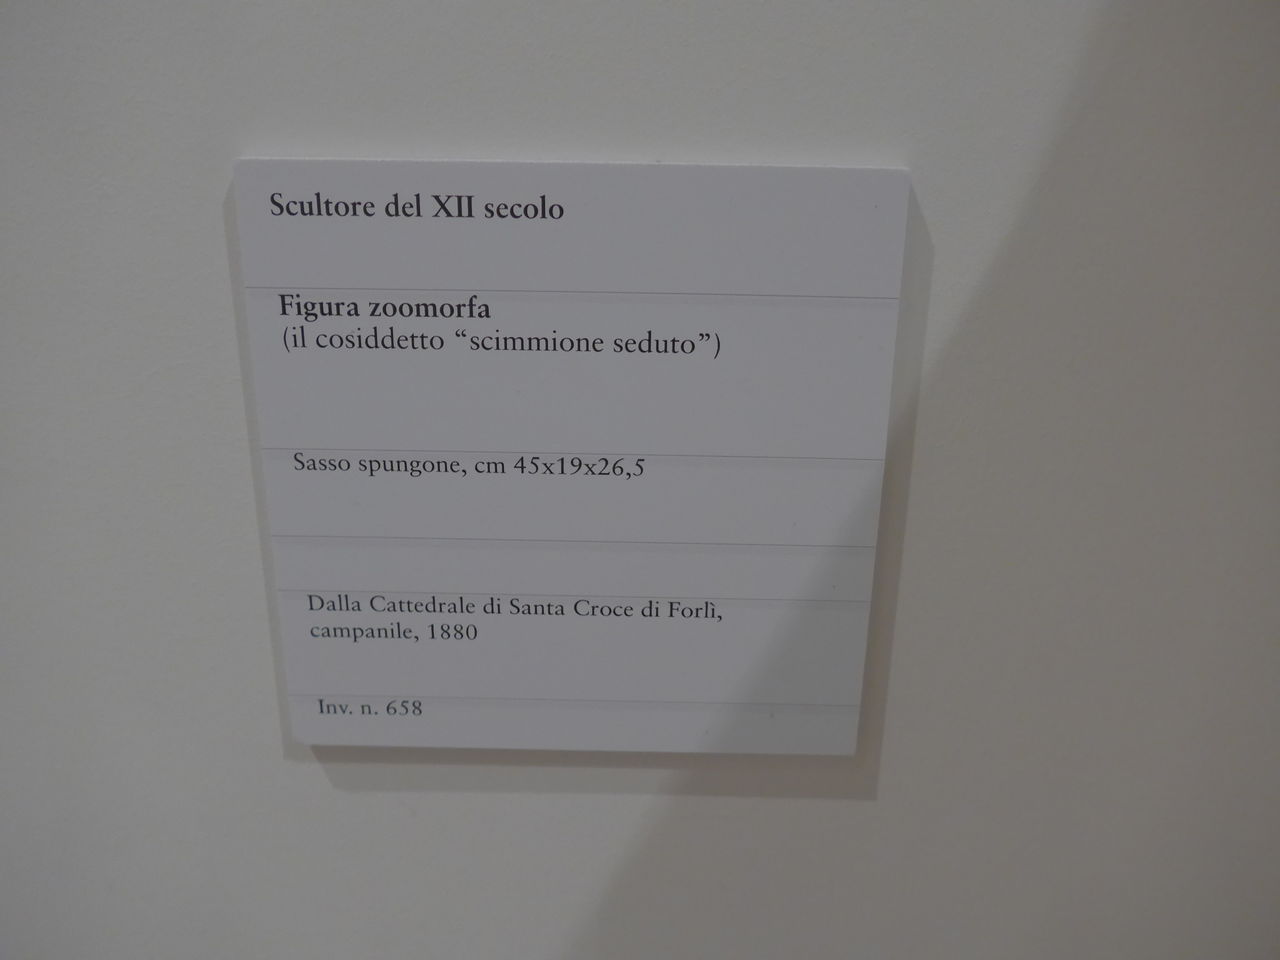 Scultore del XII secolo
Figura zoomorfa
(il cosiddetto “scimmione seduto”)
Sasso spungone, cm 45x19x26,5
Dalla Cattedrale di Santa Croce di Forlì,
campanile, 1880
Inv. n. 658